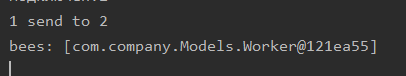 1 send to 2
bees: [com.company.Models.Worker@121ea55]